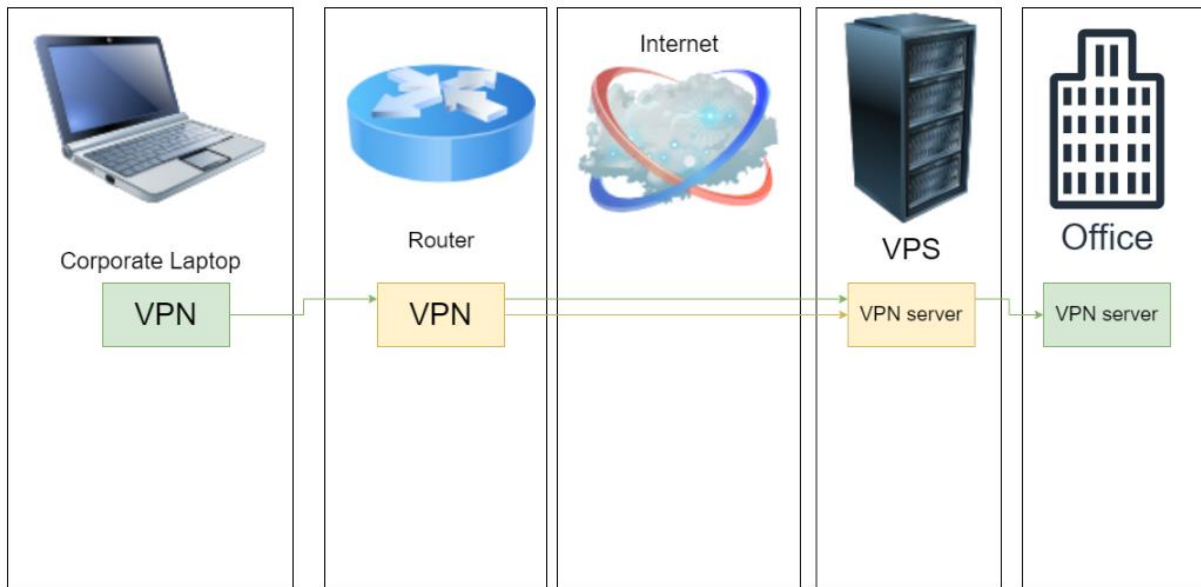 Corporate Laptop
VPN
Router
VPN
Internet
VPS
VPN server
Office
VPN server